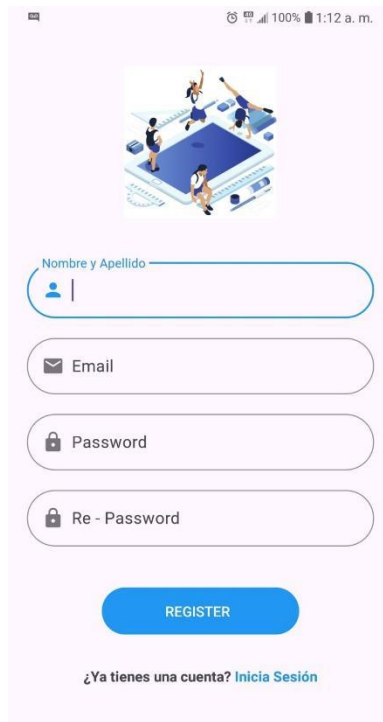 100% 1:12 a. m.
Nombre y Apellido
Email
Password
Re - Password
REGISTER
¿Ya tienes una cuenta? Inicia Sesión